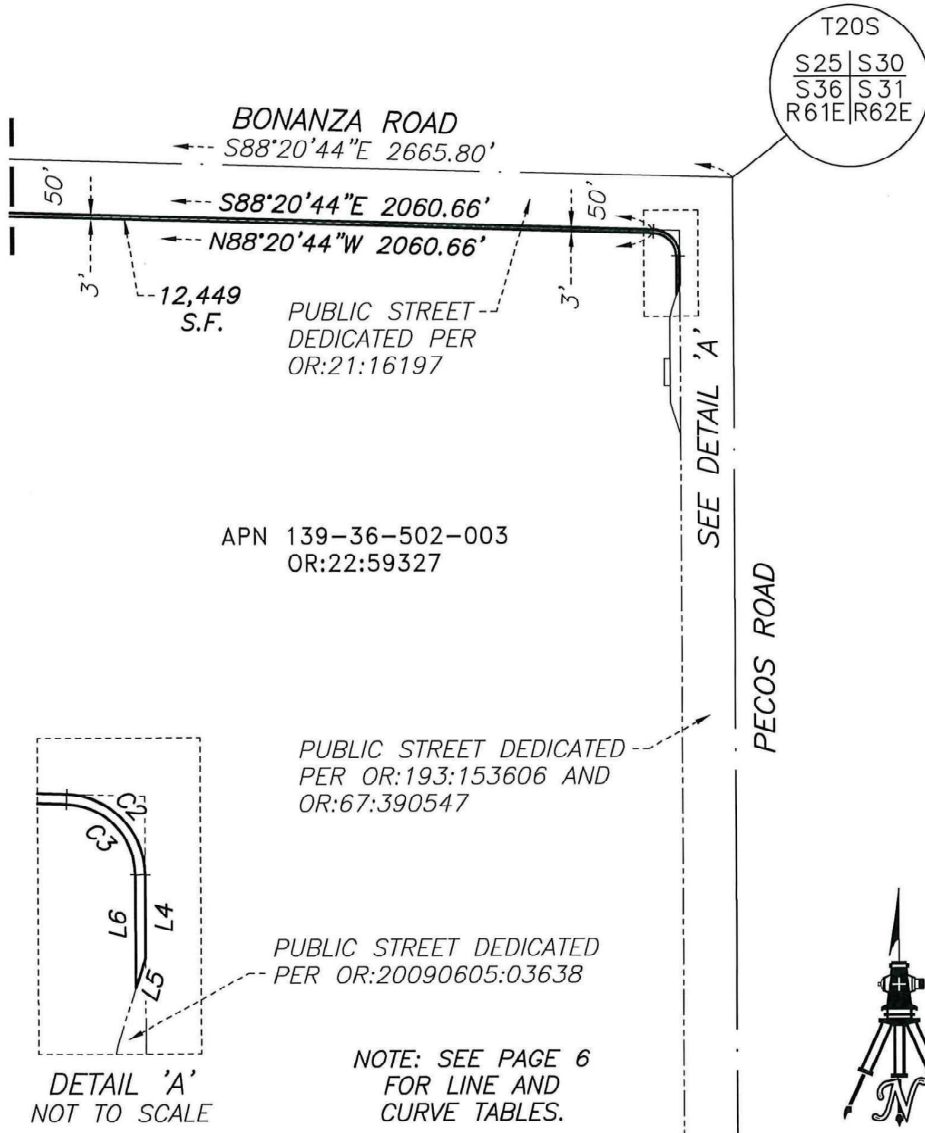 T20S
S25 S30
S36 S31
R61E R62E
BONANZA ROAD
S88°20'44"E 2665.80'
50'
S88°20'44"E 2060.66'
50'
N88°20'44"W 2060.66'
3'
12,449
S.F.
3'
PUBLIC STREET
DEDICATED PER
OR:21:16197
SEE DETAIL 'A'
APN 139-36-502-003
OR:22:59327
PECOS ROAD
PUBLIC STREET DEDICATED
PER OR:193:153606 AND
OR:67:390547
C2
C3
L6
L4
L5
PUBLIC STREET DEDICATED
PER OR:20090605:03638
DETAIL 'A'
NOT TO SCALE
NOTE: SEE PAGE 6
FOR LINE AND
CURVE TABLES.
N